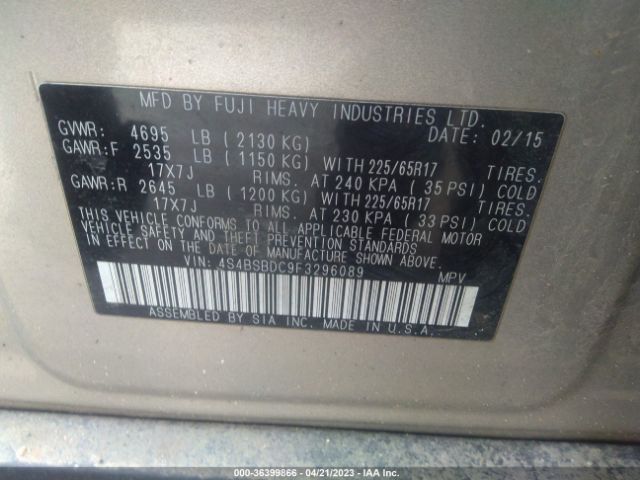 MFD BY FUJI HEAVY INDUSTRIES LTD.
DATE: 02/15
GVWR: 4695 LB (2130 KG)
GAWR:F 2535 LB (1150 KG) WITH 225/65R17 TIRES.
17X7J RIMS. AT 240 KPA (35 PSI) COLD
GAWR:R 2645 LB (1200 KG) WITH 225/65R17 TIRES.
17X7J RIMS. AT 230 KPA (33 PSI) COLD
THIS VEHICLE CONFORMS TO ALL APPLICABLE FEDERAL MOTOR
VEHICLE SAFETY AND THEFT PREVENTION STANDARDS
IN EFFECT ON THE DATE OF MANUFACTURE SHOWN ABOVE.
VIN: 4S4BSBDC9F3296089 MPV
ASSEMBLED BY SIA INC. MADE IN U.S.A.
000-36399866 - 04/21/2023 - IAA Inc.